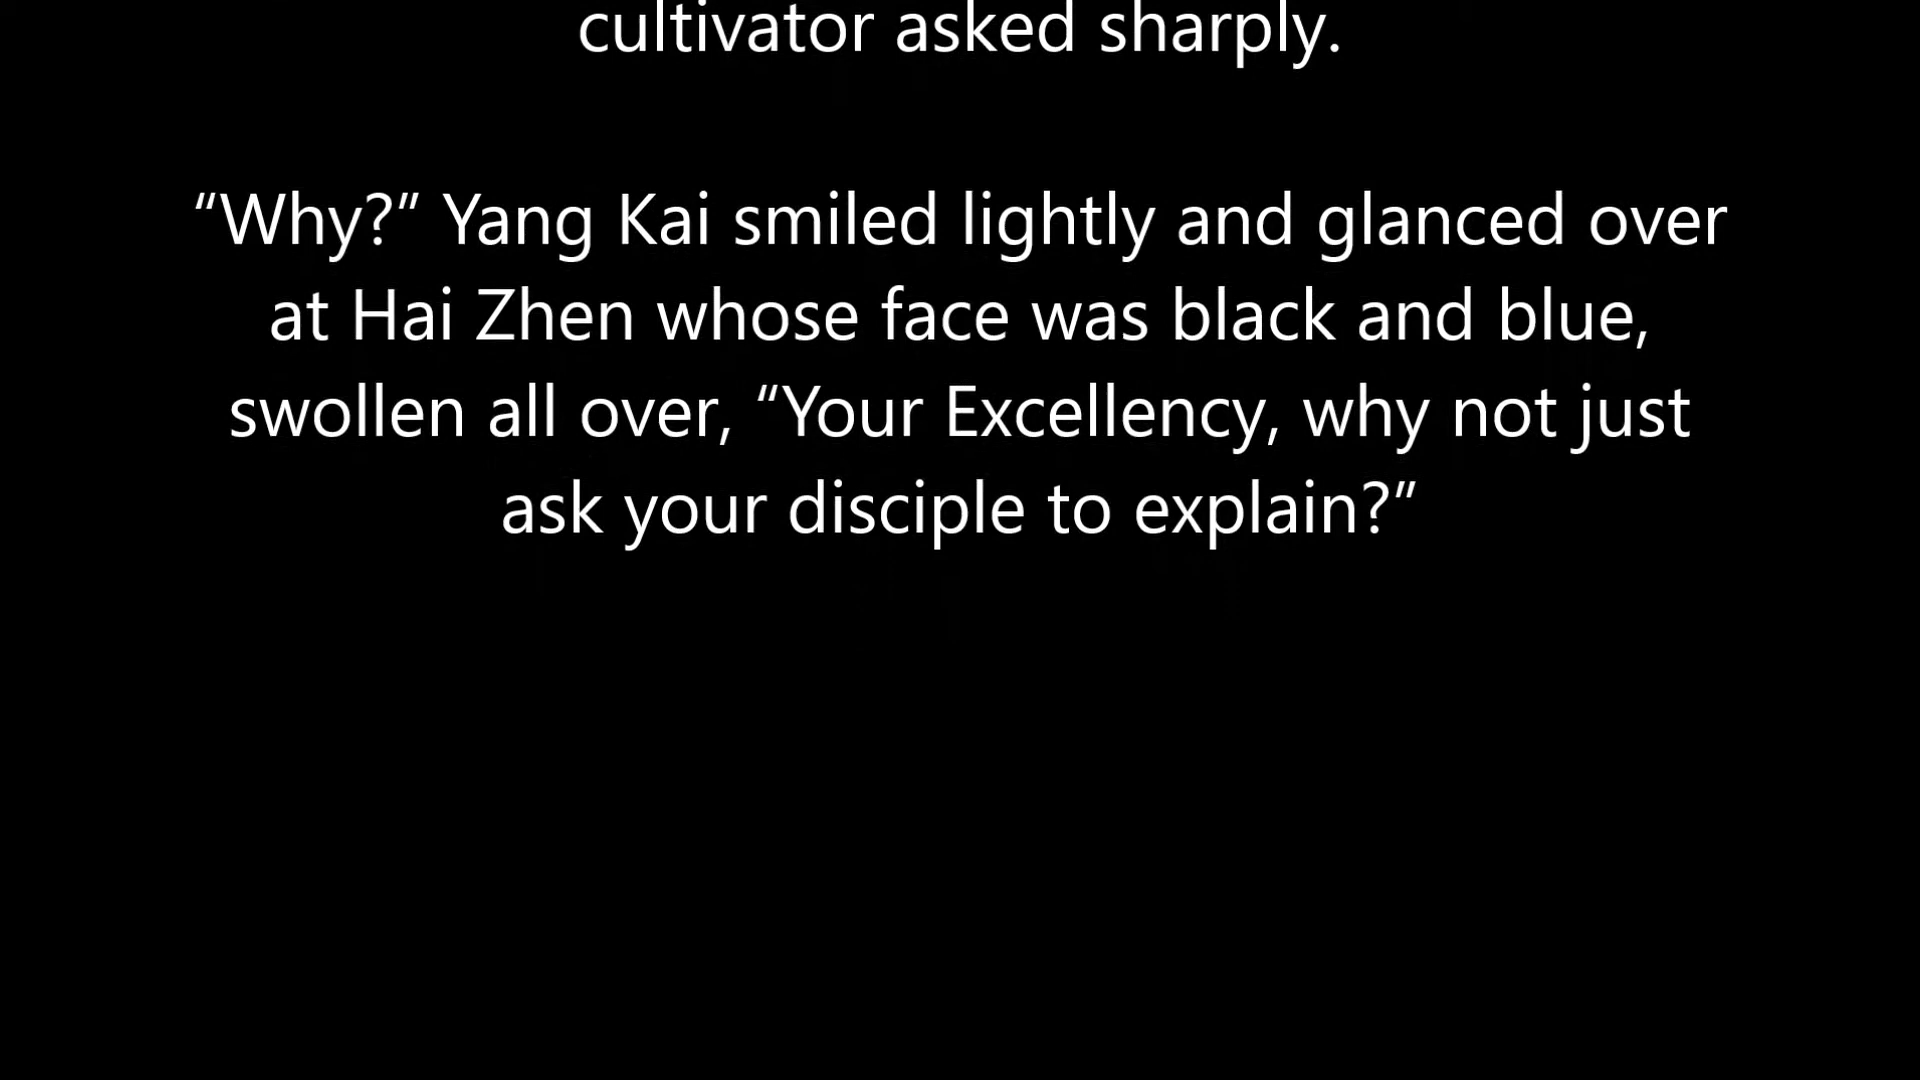 cultivator asked sharply.
“Why?” Yang Kai smiled lightly and glanced over
at Hai Zhen whose face was black and blue,
swollen all over, “Your Excellency, why not just
ask your disciple to explain?”